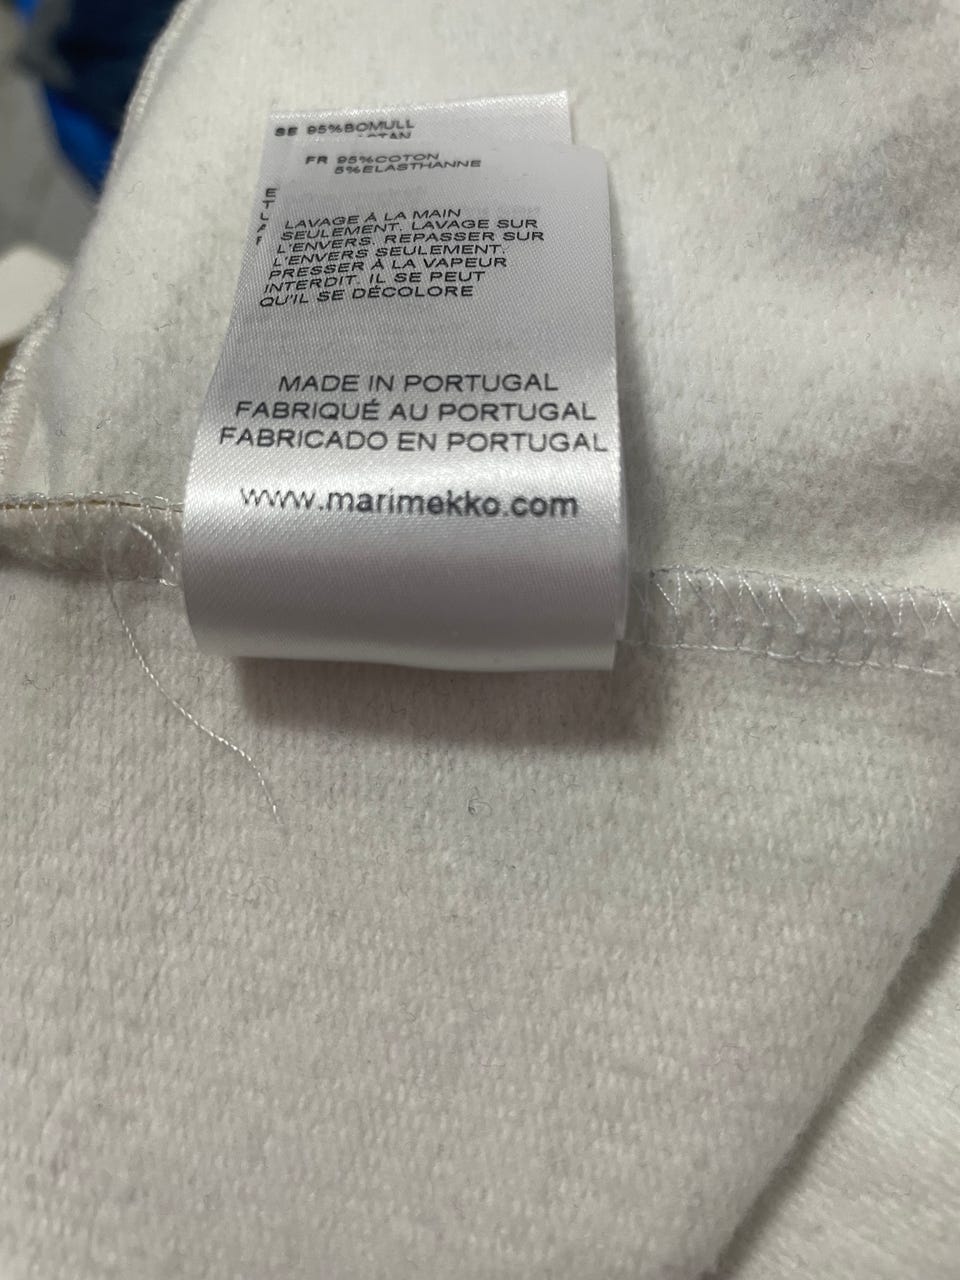 SE 95%BOMULL
FR 95%COTON
5%ELASTHANNE
LAVAGE À LA MAIN
SEULEMENT. LAVAGE SUR
L'ENVERS. REPASSER SUR
L'ENVERS SEULEMENT.
PRESSER À LA VAPEUR
INTERDIT. IL SE PEUT
QU'IL SE DÉCOLORE
MADE IN PORTUGAL
FABRIQUÉ AU PORTUGAL
FABRICADO EN PORTUGAL
www.marimekko.com